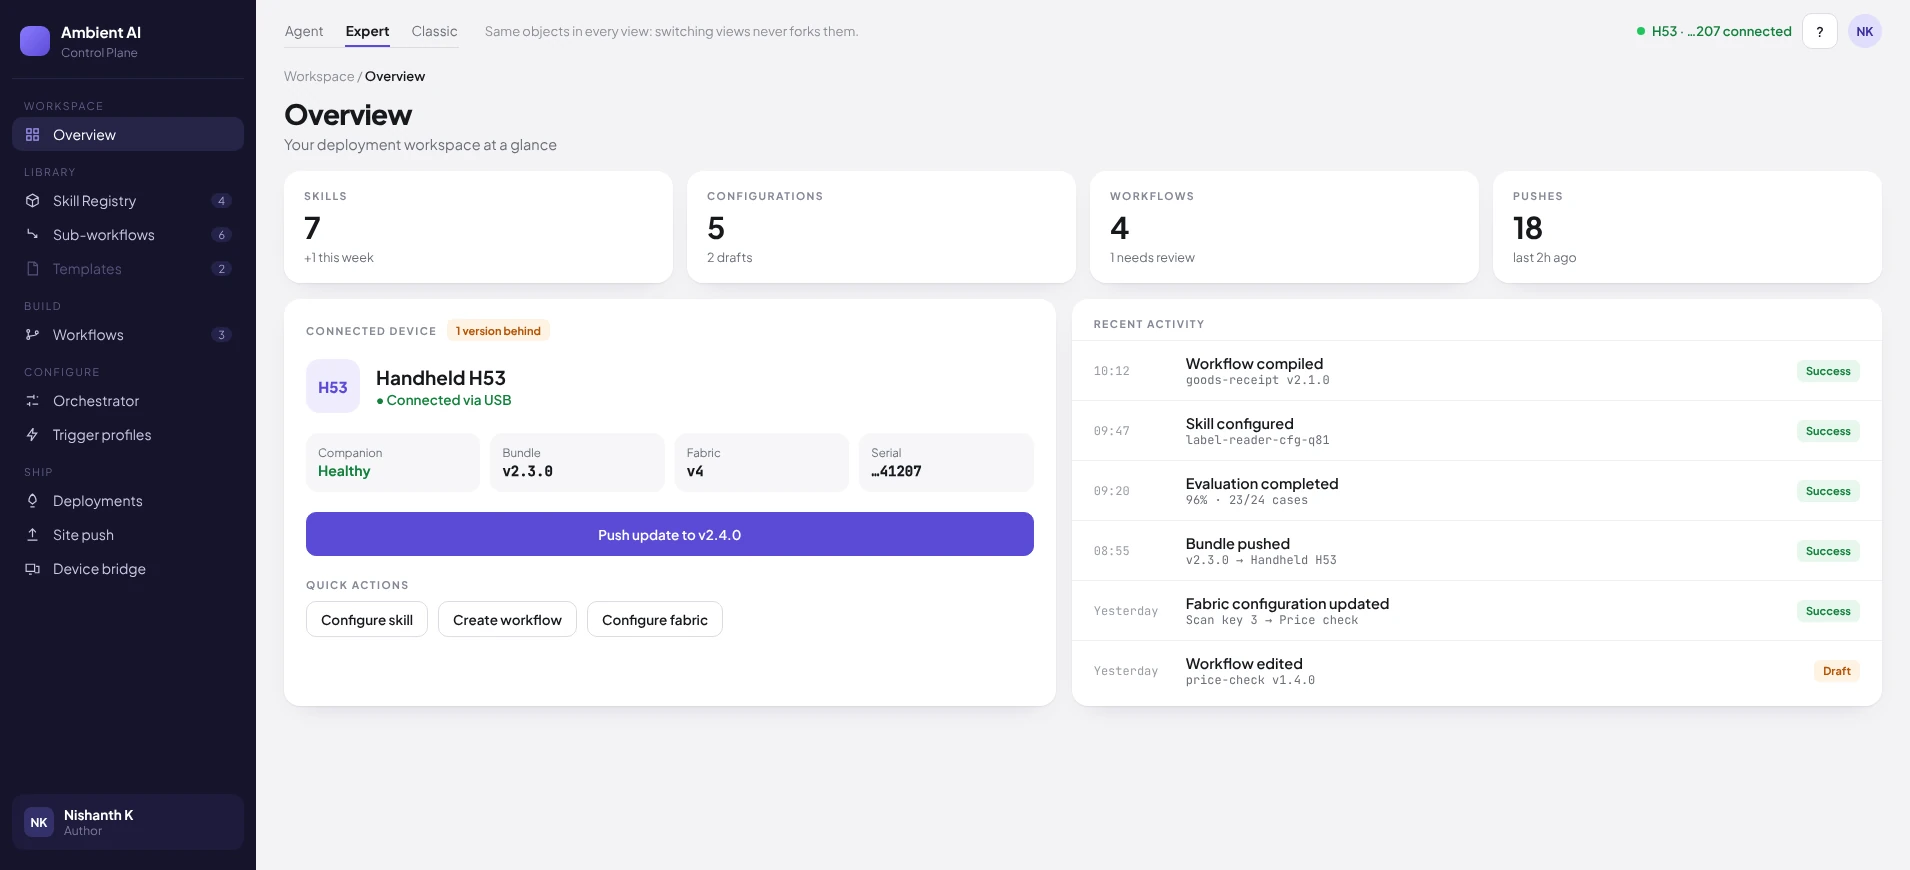 Ambient AI
Control Plane
WORKSPACE
Overview
LIBRARY
Skill Registry 4
Sub-workflows 6
Templates 2
BUILD
Workflows 3
CONFIGURE
Orchestrator
Trigger profiles
SHIP
Deployments
Site push
Device bridge
NK
Nishanth K
Author
Agent Expert Classic Same objects in every view: switching views never forks them.
H53 · …207 connected ? NK
Workspace / Overview
Overview
Your deployment workspace at a glance
SKILLS
7
+1 this week
CONFIGURATIONS
5
2 drafts
WORKFLOWS
4
1 needs review
PUSHES
18
last 2h ago
CONNECTED DEVICE 1 version behind
H53
Handheld H53
● Connected via USB
Companion
Healthy
Bundle
v2.3.0
Fabric
v4
Serial
…41207
Push update to v2.4.0
QUICK ACTIONS
Configure skill Create workflow Configure fabric
RECENT ACTIVITY
10:12 Workflow compiled Success
goods-receipt v2.1.0
09:47 Skill configured Success
label-reader-cfg-q81
09:20 Evaluation completed Success
96% · 23/24 cases
08:55 Bundle pushed Success
v2.3.0 → Handheld H53
Yesterday Fabric configuration updated Success
Scan key 3 → Price check
Yesterday Workflow edited Draft
price-check v1.4.0